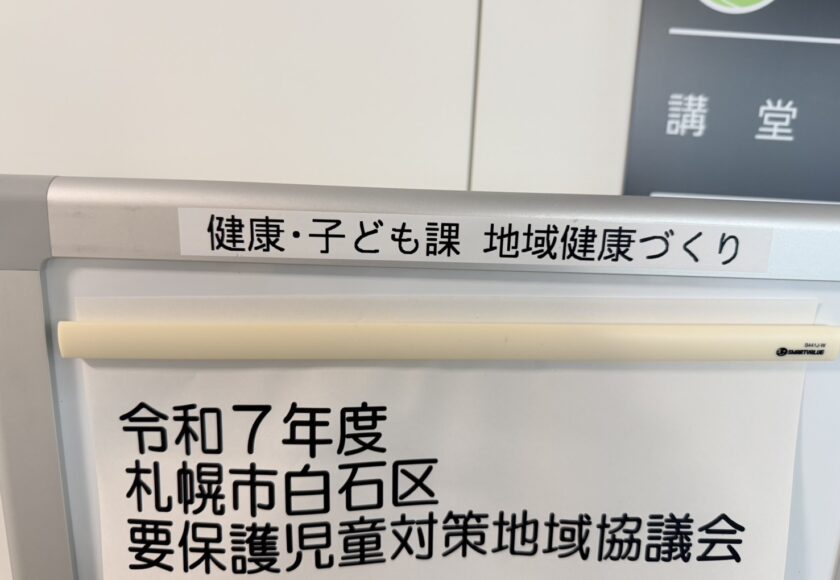 講堂
健康・子ども課 地域健康づくり
SMARTVALUE
令和7年度
札幌市白石区
要保護児童対策地域協議会